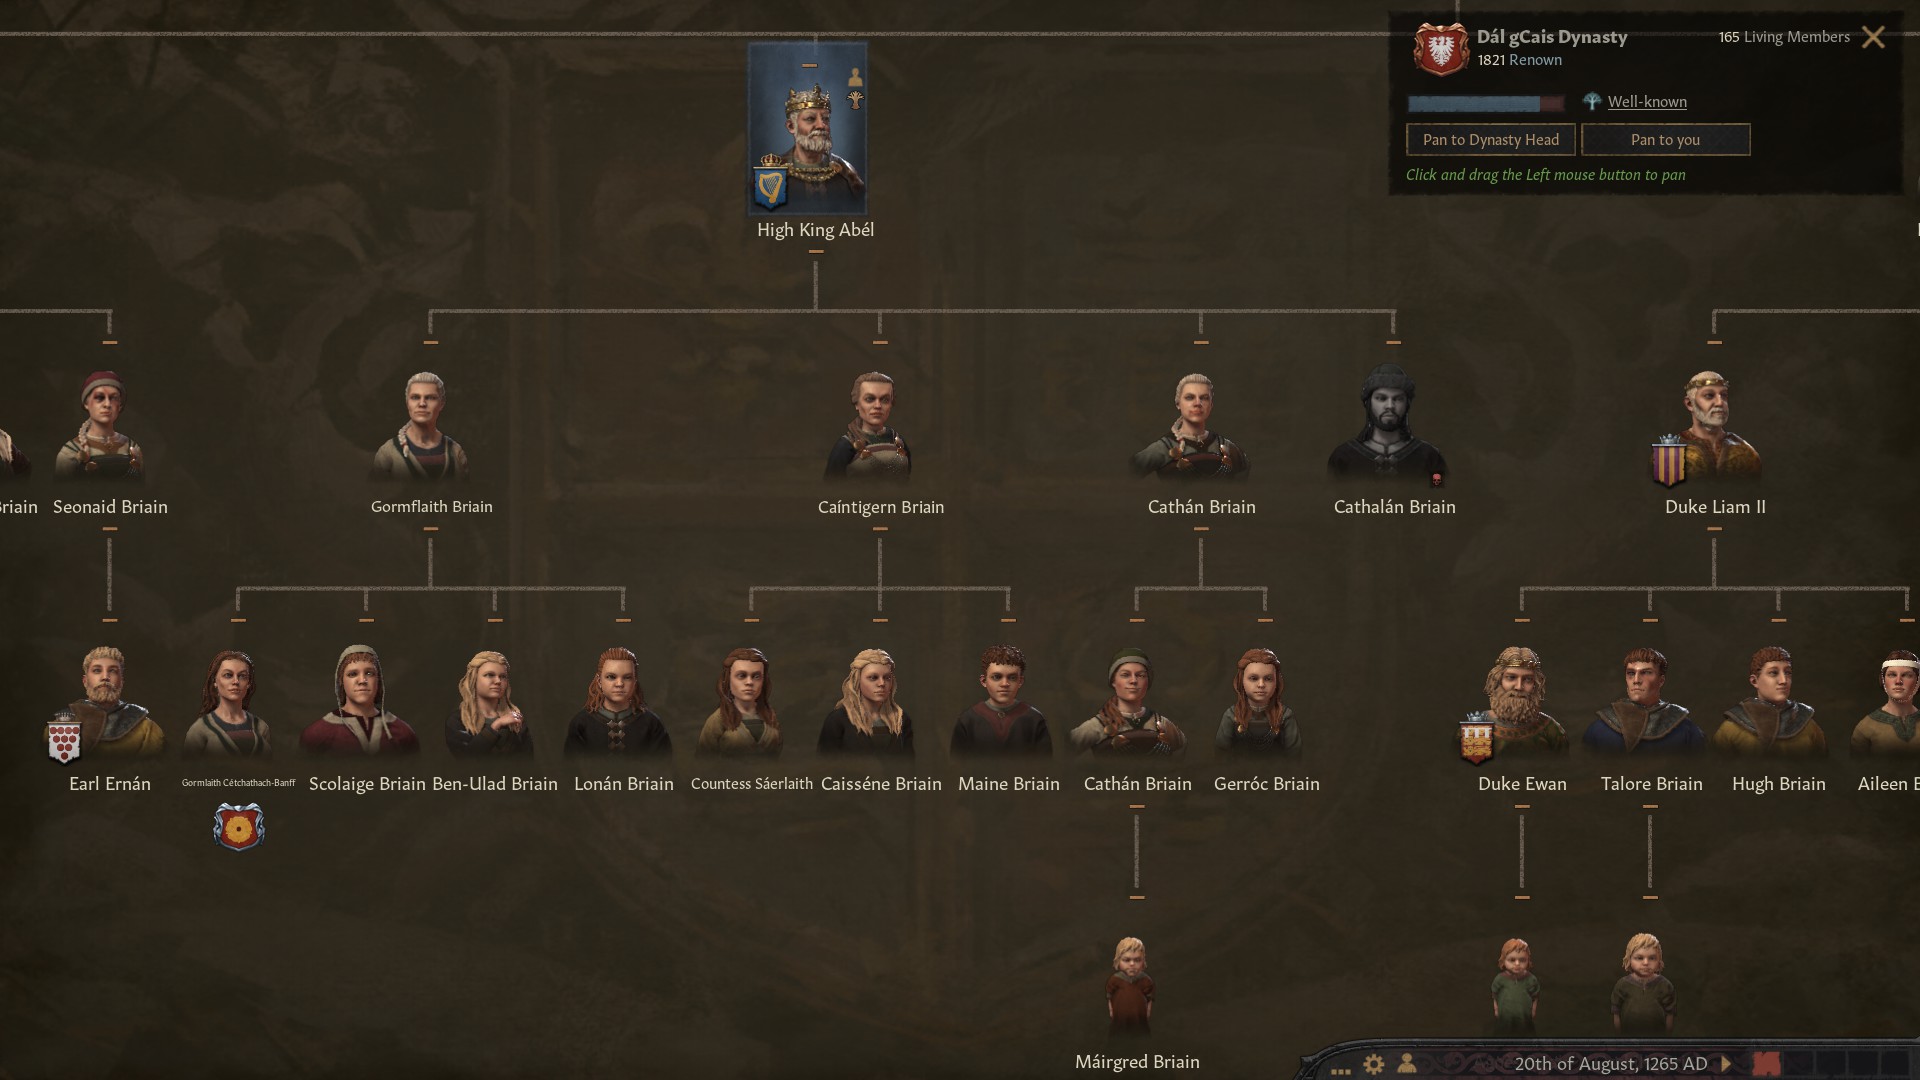 Dál gCais Dynasty
165 Living Members
1821 Renown
Well-known
Pan to Dynasty Head
Pan to you
Click and drag the Left mouse button to pan
High King Abél
Briain
Seonaid Briain
Gormflaith Briain
Caíntigern Briain
Cathán Briain
Cathalán Briain
Duke Liam II
Earl Ernán
Gormlaith Cétchathach-Banff
Scolaige Briain
Ben-Ulad Briain
Lonán Briain
Countess Sáerlaith
Caisséne Briain
Maine Briain
Cathán Briain
Gerróc Briain
Duke Ewan
Talore Briain
Hugh Briain
Aileen
Máirgred Briain
...
20th of August, 1265 AD